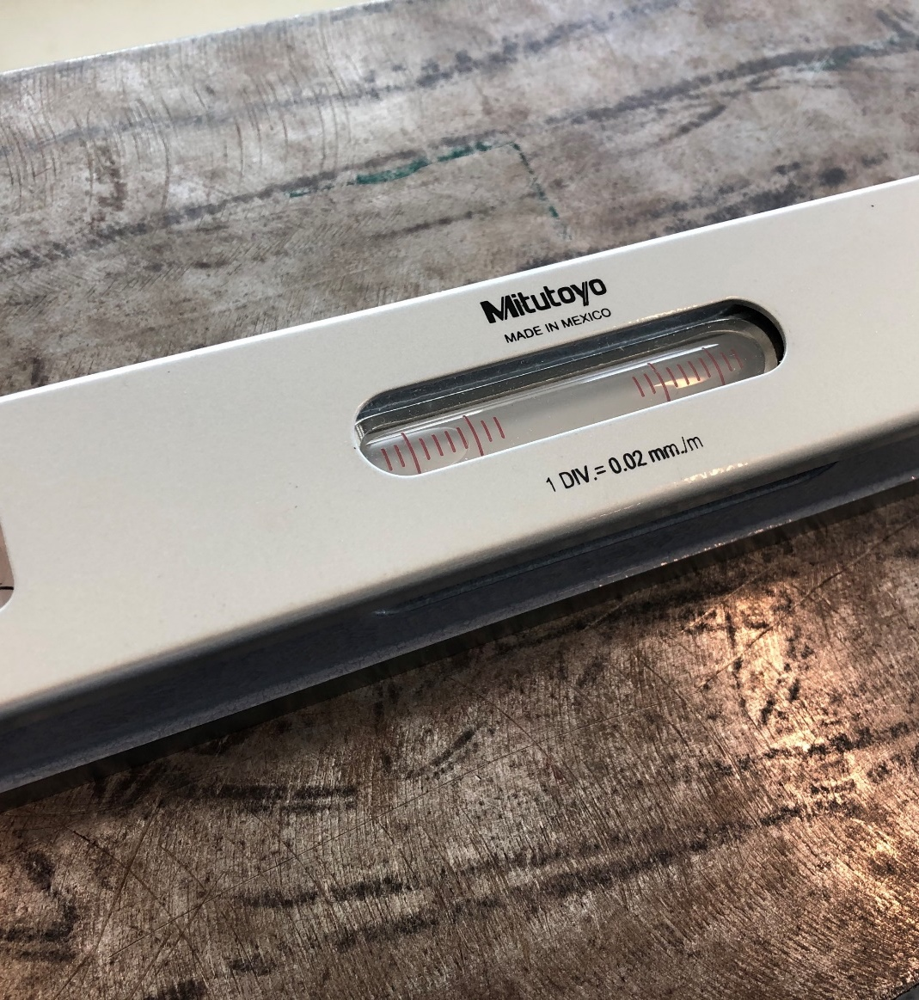 Mitutoyo
MADE IN MEXICO
1 DIV.= 0.02 mm./m